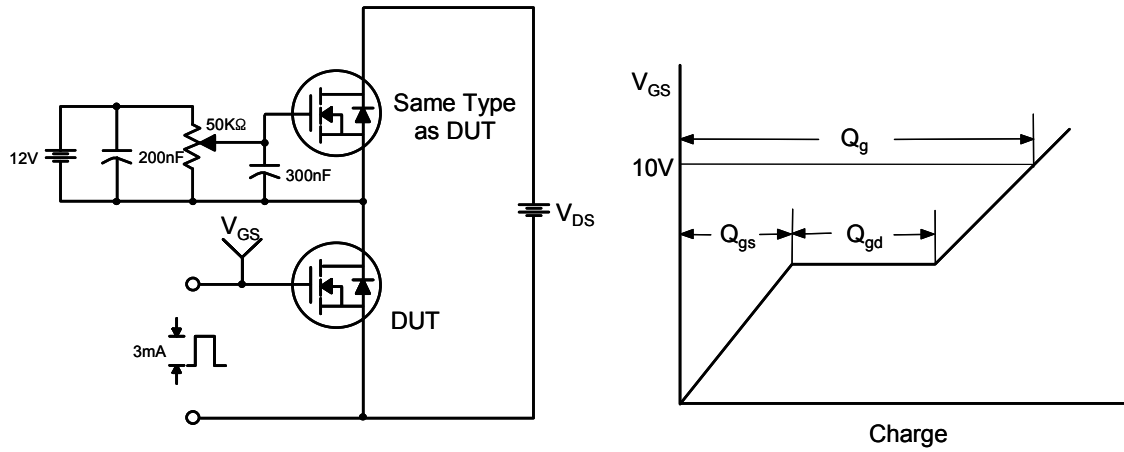 12V
200nF
50KΩ
300nF
Same Type
as DUT
V_DS
V_GS
DUT
3mA
V_GS
10V
Q_g
Q_gs
Q_gd
Charge